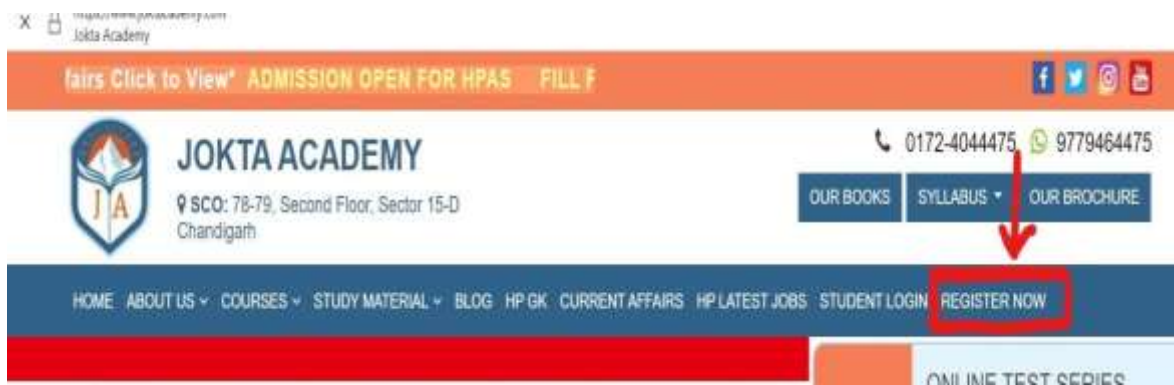 Jokta Academy
fairs Click to View* ADMISSION OPEN FOR HPAS FILL F
JA
JOKTA ACADEMY
SCO: 78-79, Second Floor, Sector 15-D
Chandigarh
0172-4044475 9779464475
OUR BOOKS SYLLABUS OUR BROCHURE
HOME ABOUT US COURSES STUDY MATERIAL BLOG HP GK CURRENT AFFAIRS HP LATEST JOBS STUDENT LOGIN REGISTER NOW
ONLINE TEST SERIES